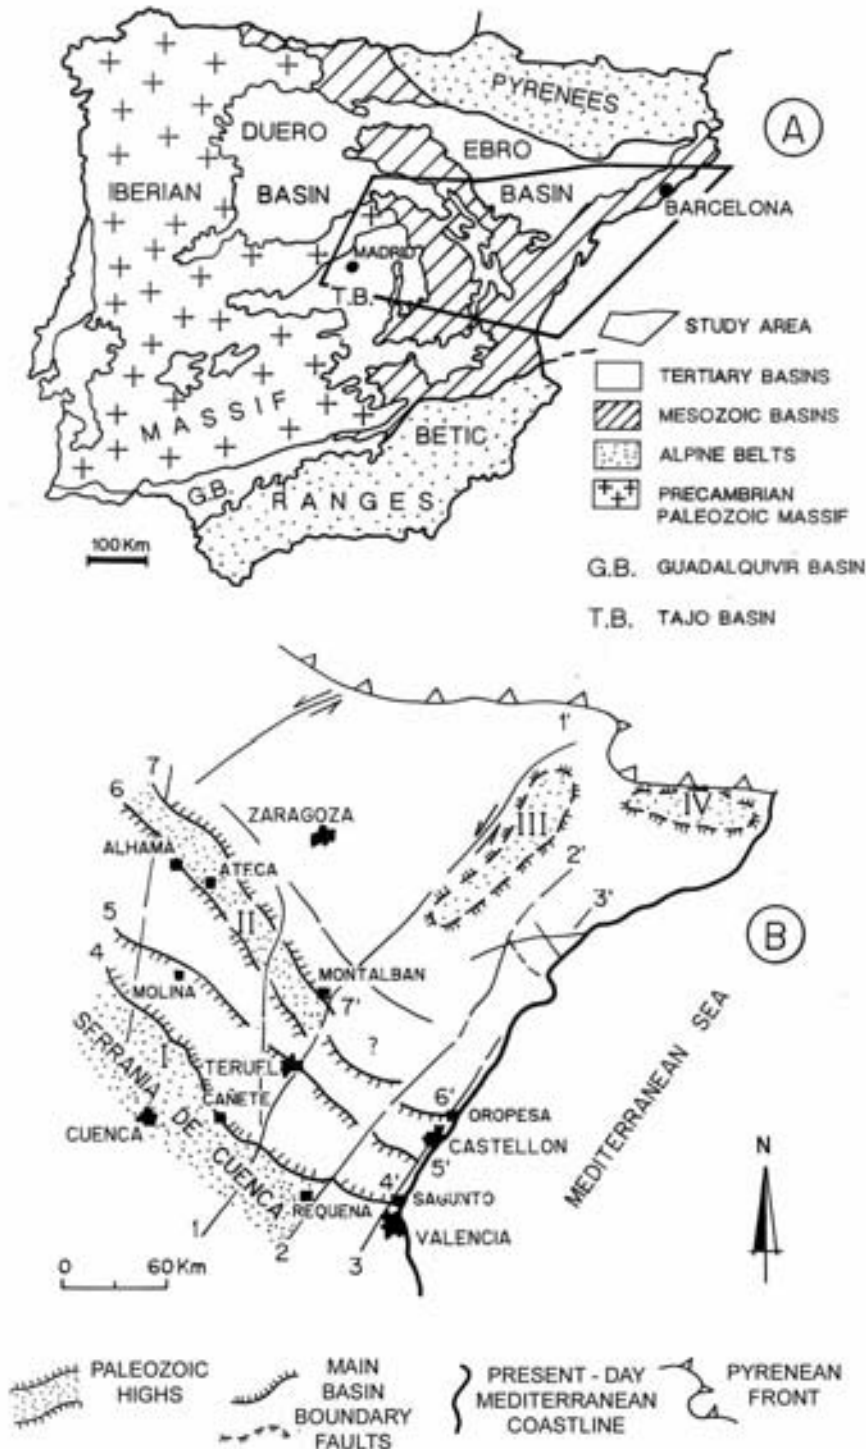 PYRENEES
A
DUERO
EBRO
IBERIAN
BASIN
BASIN
BARCELONA
MADRID
T.B.
STUDY AREA
TERTIARY BASINS
MASSIF
MESOZOIC BASINS
BETIC
ALPINE BELTS
G.B.
RANGES
PRECAMBRIAN
PALEOZOIC MASSIF
100 Km
G.B. GUADALQUIVIR BASIN
T.B. TAJO BASIN
1'
7
6
ZARAGOZA
III
IV
ALHAMA
ATECA
2'
3'
II
5
B
4
MOLINA
MONTALBAN
7'
I
?
TERUEL
SERRANIA DE CUENCA
CAÑETE
6'
OROPESA
CUENCA
CASTELLON
5'
MEDITERRANEAN SEA
N
4'
REQUENA
SAGUNTO
1
VALENCIA
2
3
0 60 Km
PALEOZOIC
HIGHS
MAIN
BASIN
BOUNDARY
FAULTS
PRESENT - DAY
MEDITERRANEAN
COASTLINE
PYRENEAN
FRONT